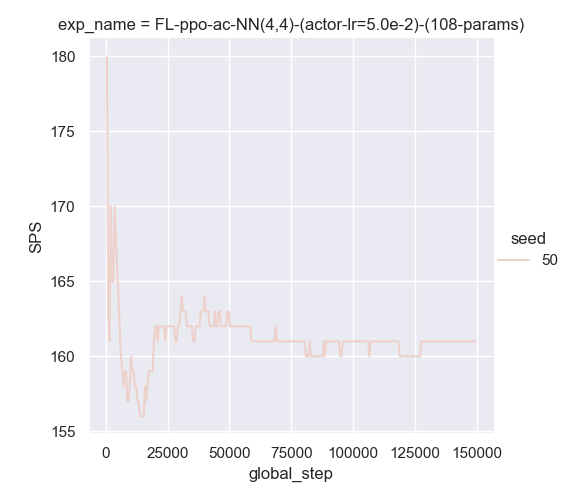 exp_name = FL-ppo-ac-NN(4,4)-(actor-lr=5.0e-2)-(108-params)
180
175
170
165
160
155
SPS
0 25000 50000 75000 100000 125000 150000
global_step
seed
50